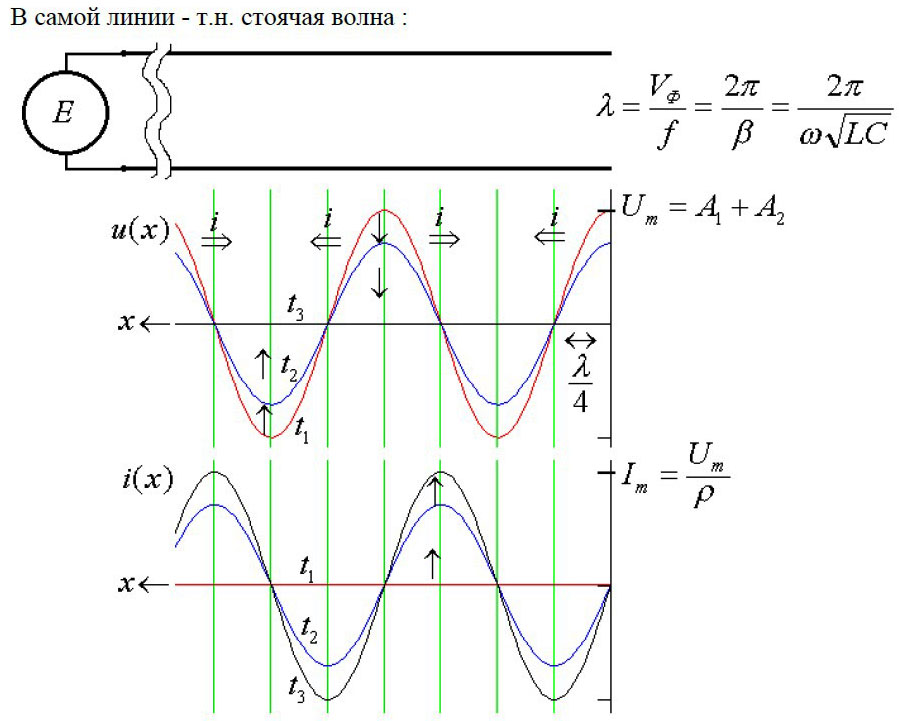 В самой линии - т.н. стоячая волна :
E
λ = V_Ф / f = 2π / β = 2π / (ω√LC)
U_m = A_1 + A_2
i i i i
u(x)
t_3
x ←
t_2
λ/4
t_1
i(x)
I_m = U_m / ρ
t_1
x ←
t_2
t_3